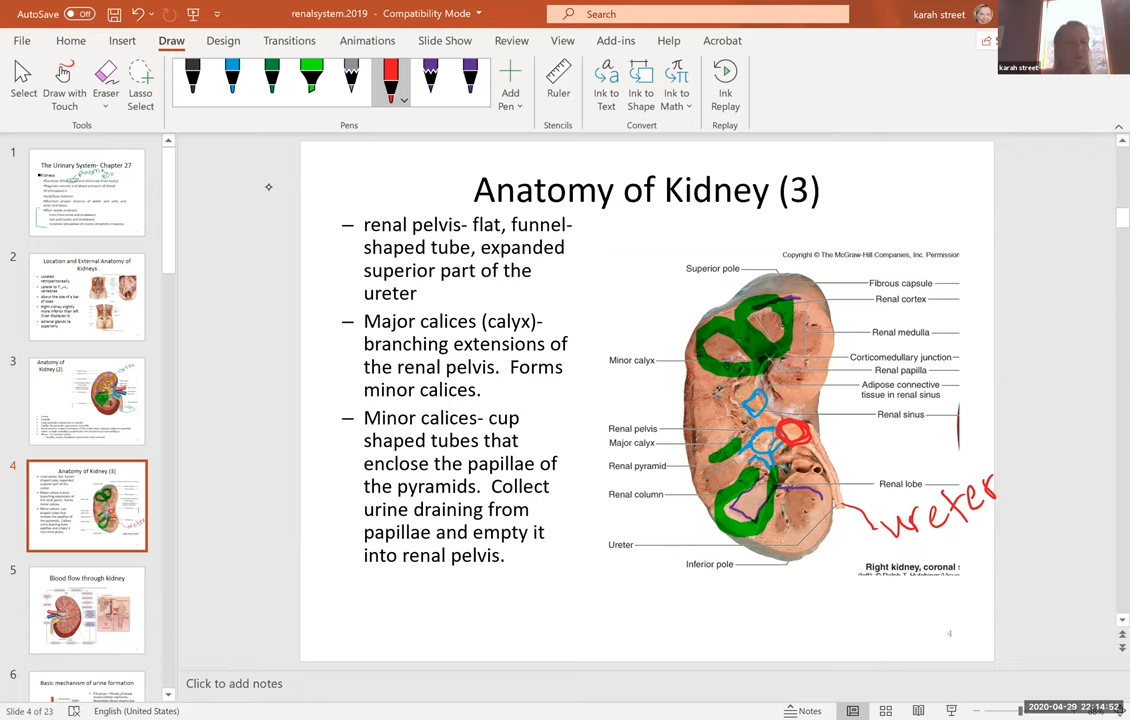 AutoSave Off renalsystem.2019 - Compatibility Mode Search karah street
File Home Insert Draw Design Transitions Animations Slide Show Review View Add-ins Help Acrobat
karah street
Select
Draw with Touch
Eraser
Lasso Select
Add Pen
Ruler
Ink to Text
Ink to Shape
Ink to Math
Ink Replay
Tools Pens Stencils Convert Replay
1
The Urinary System- Chapter 27
Kidneys
2
Location and External Anatomy of Kidneys
3
Anatomy of Kidney (2)
4
Anatomy of Kidney (3)
5
Blood flow through kidney
6
Basic mechanism of urine formation
Anatomy of Kidney (3)
– renal pelvis- flat, funnel-
shaped tube, expanded
superior part of the
ureter
– Major calices (calyx)-
branching extensions of
the renal pelvis. Forms
minor calices.
– Minor calices- cup
shaped tubes that
enclose the papillae of
the pyramids. Collect
urine draining from
papillae and empty it
into renal pelvis.
Copyright © The McGraw-Hill Companies, Inc. Permission
Superior pole
Fibrous capsule
Renal cortex
Renal medulla
Minor calyx
Corticomedullary junction
Renal papilla
Adipose connective
tissue in renal sinus
Renal sinus
Renal pelvis
Major calyx
Renal pyramid
Renal lobe
Renal column
ureter
Ureter
Inferior pole
Right kidney, coronal
4
Click to add notes
Slide 4 of 23 English (United States) Notes
2020-04-29 22:14:52